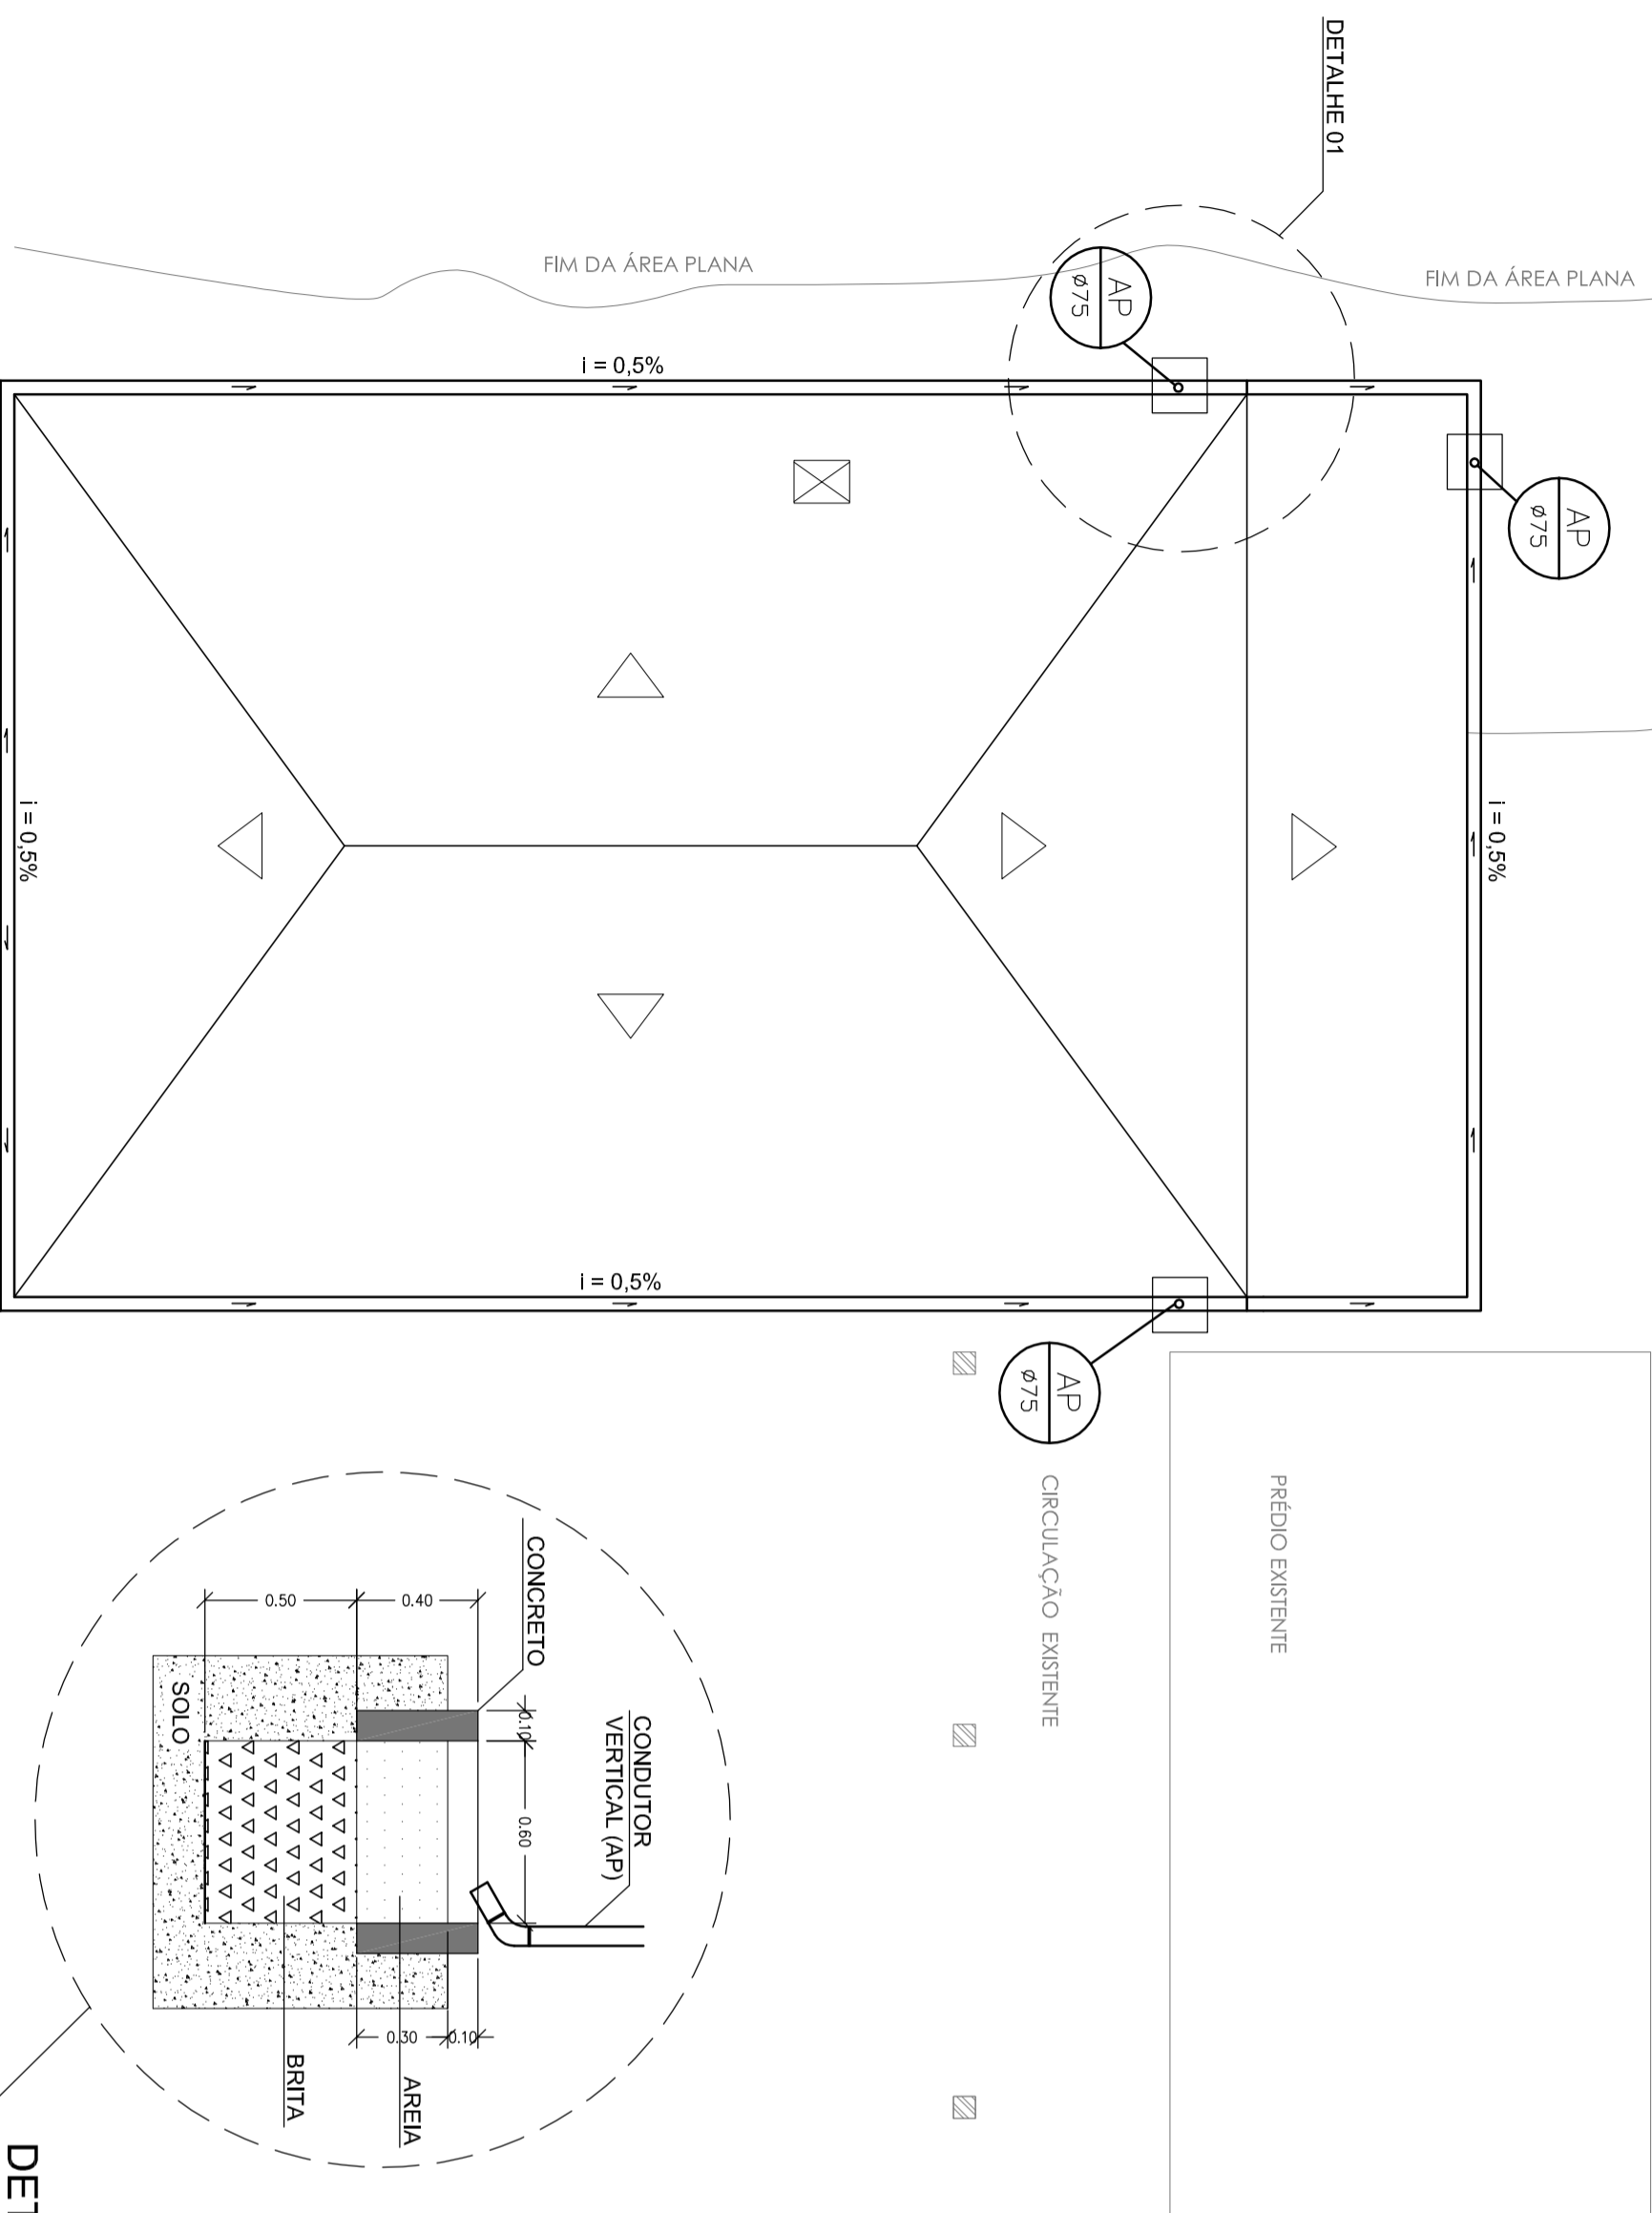 DETALHE 01
FIM DA ÁREA PLANA
FIM DA ÁREA PLANA
AP
ø75
AP
ø75
i = 0,5%
i = 0,5%
i = 0,5%
i = 0,5%
AP
ø75
PRÉDIO EXISTENTE
CIRCULAÇÃO EXISTENTE
CONCRETO
CONDUTOR
VERTICAL (AP)
0.50
0.40
0.10
0.60
SOLO
0.30
0.10
BRITA
AREIA
DET